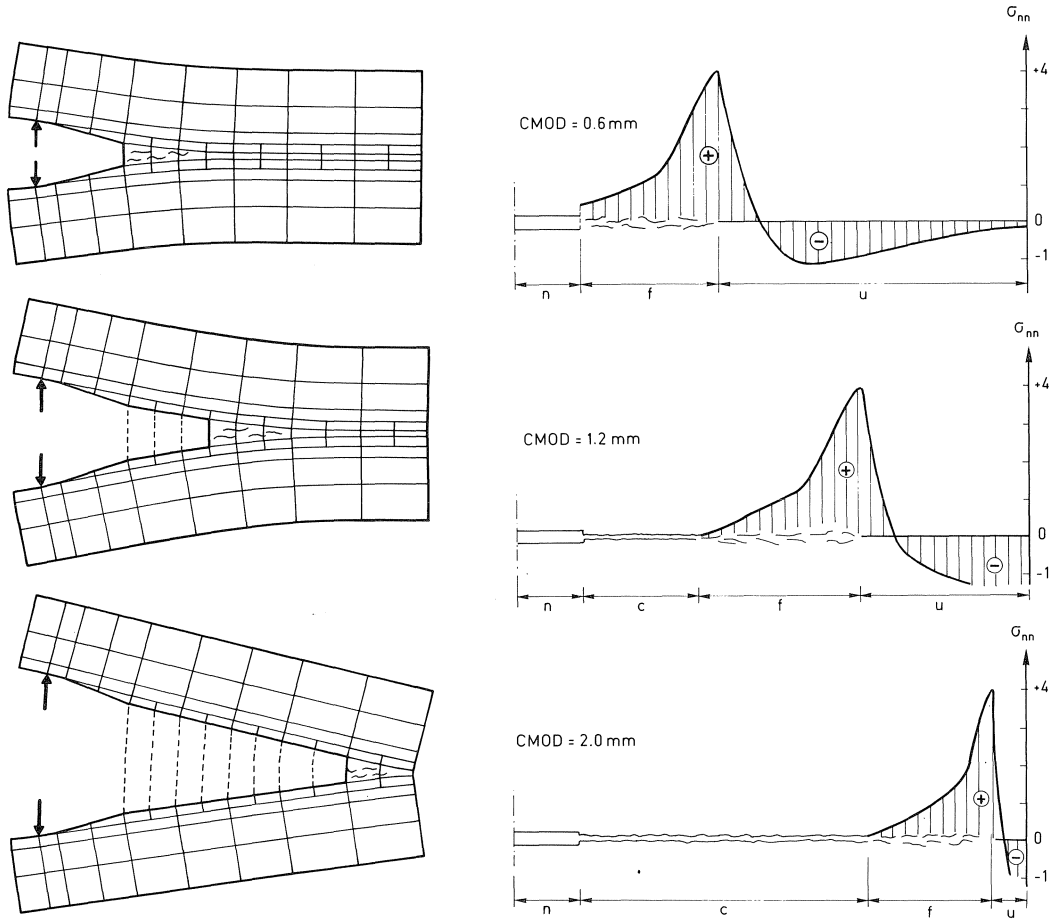 σnn
+4
CMOD = 0.6 mm
+
0
−
-1
n f u
σnn
+4
CMOD = 1.2 mm
+
0
−
-1
n c f u
σnn
+4
CMOD = 2.0 mm
+
0
−
-1
n c f u